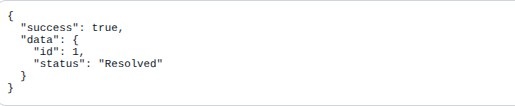 {
  "success": true,
  "data": {
    "id": 1,
    "status": "Resolved"
  }
}